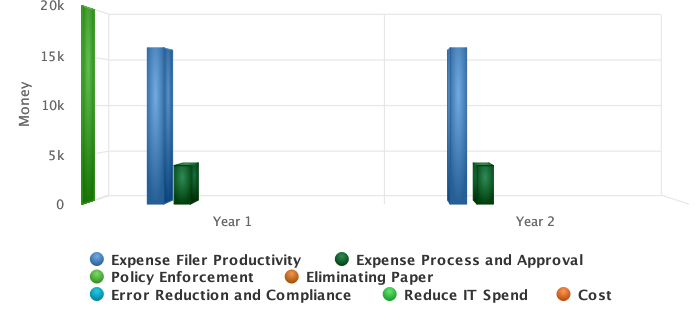 20k
15k
10k
5k
0
Money
Year 1 Year 2
Expense Filer Productivity Expense Process and Approval
Policy Enforcement Eliminating Paper
Error Reduction and Compliance Reduce IT Spend Cost